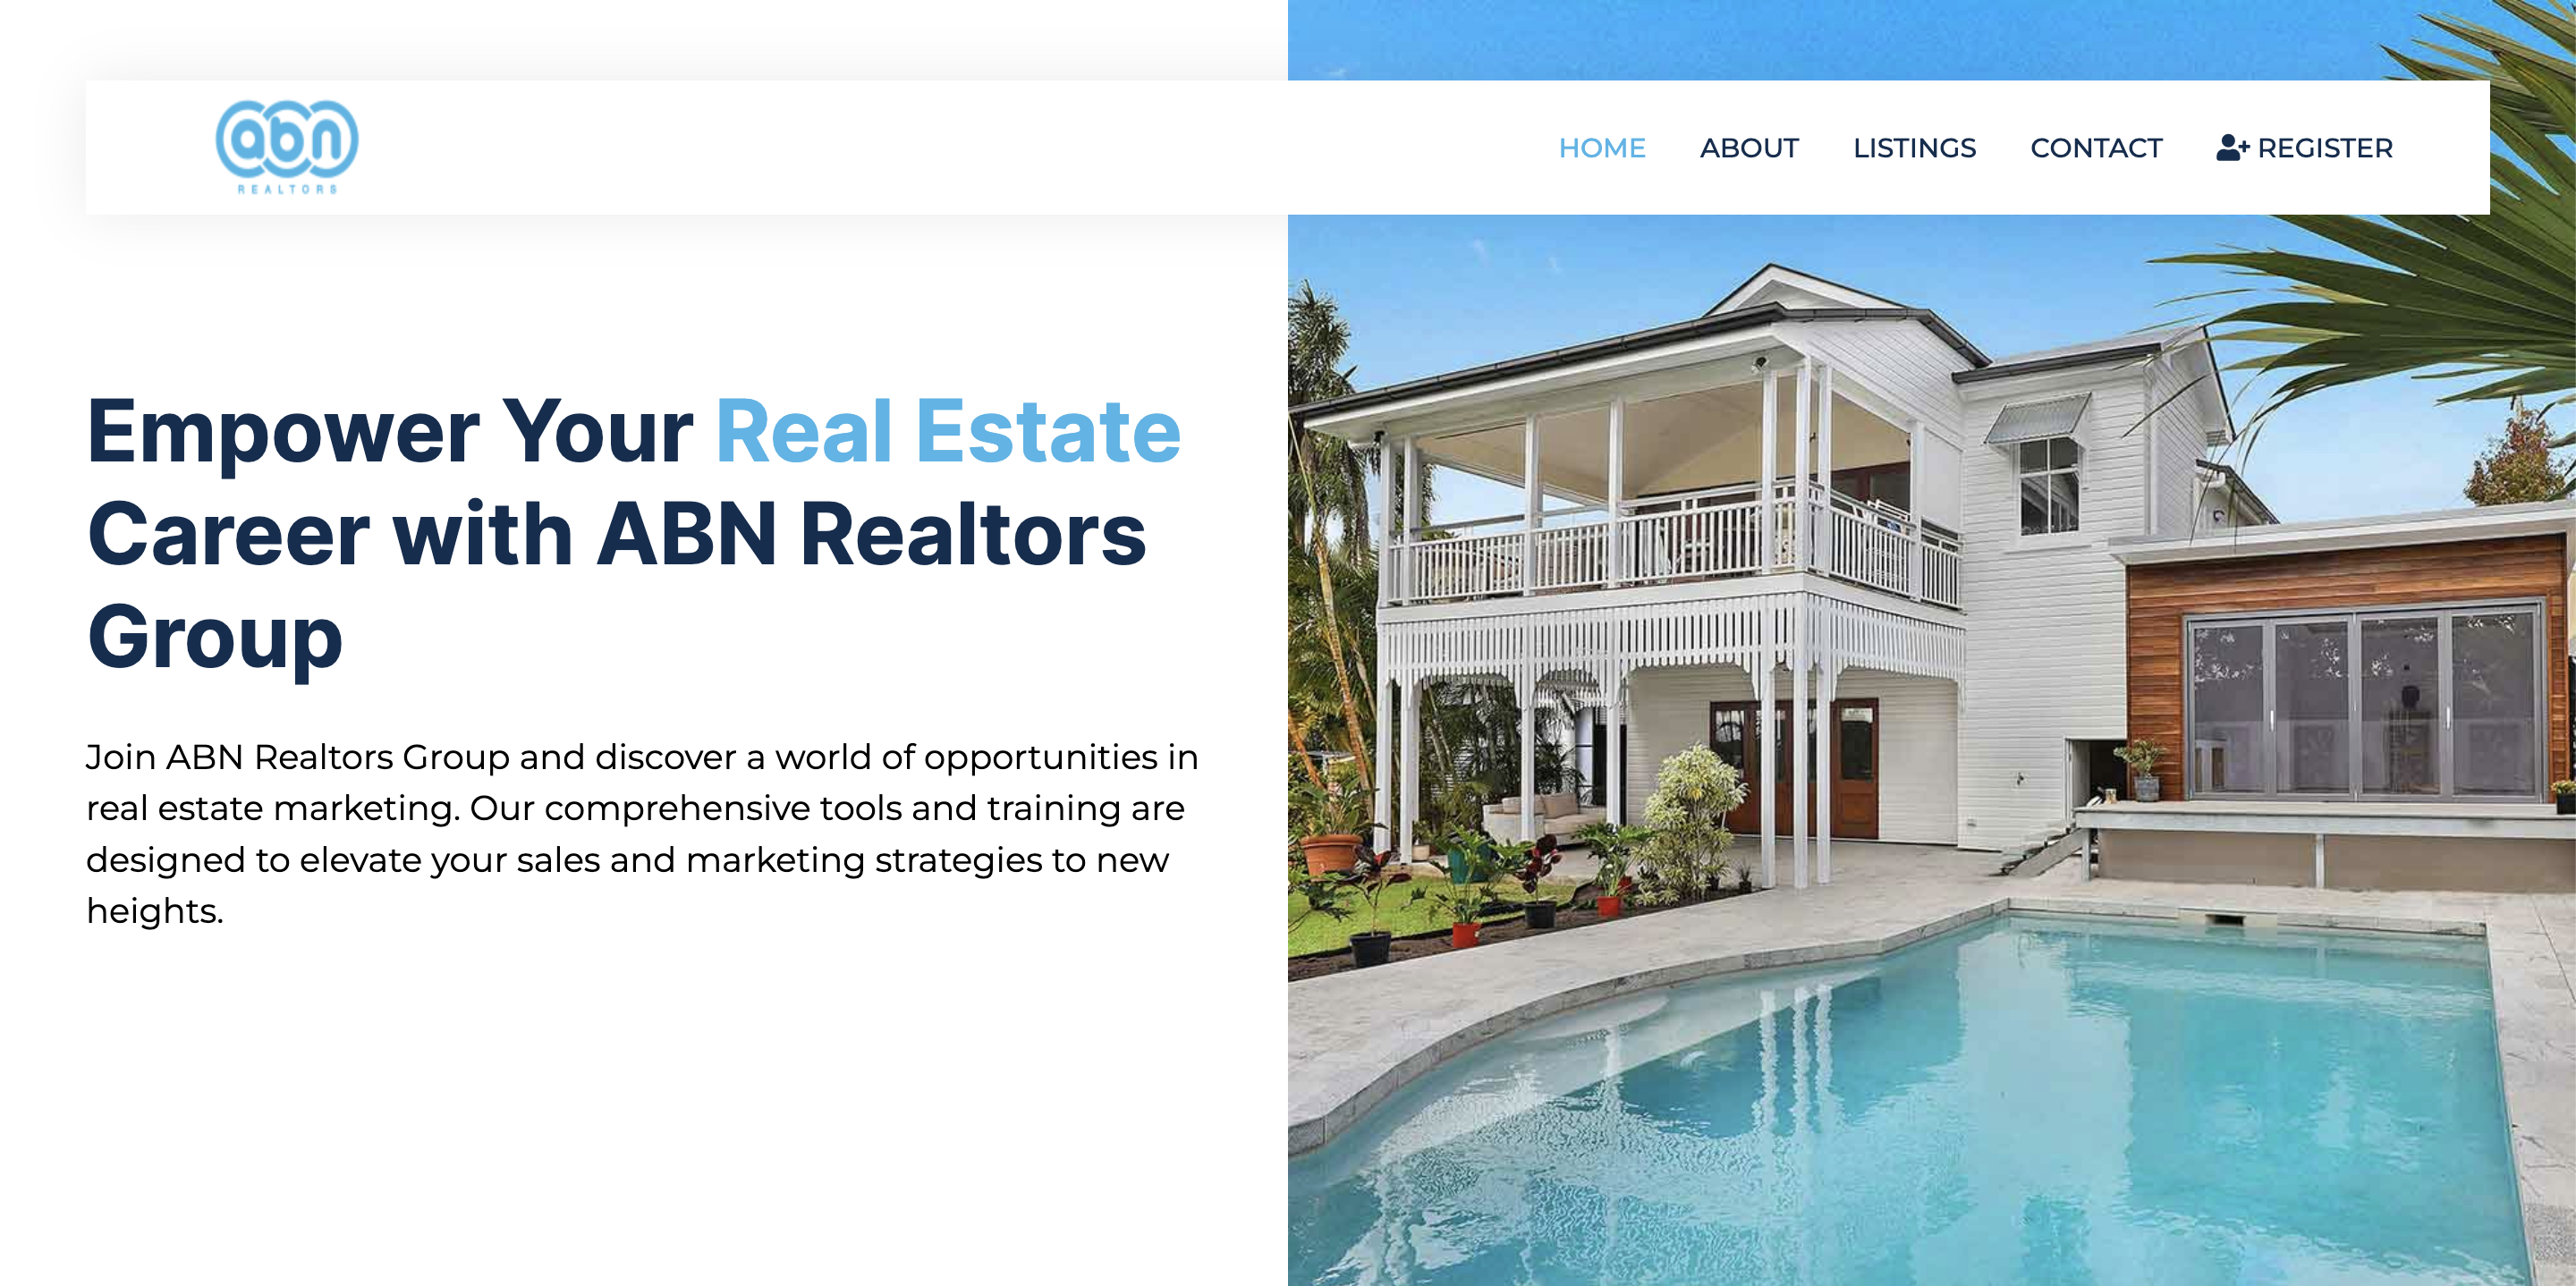 abn
REALTORS
HOME ABOUT LISTINGS CONTACT REGISTER
Empower Your Real Estate
Career with ABN Realtors
Group
Join ABN Realtors Group and discover a world of opportunities in
real estate marketing. Our comprehensive tools and training are
designed to elevate your sales and marketing strategies to new
heights.